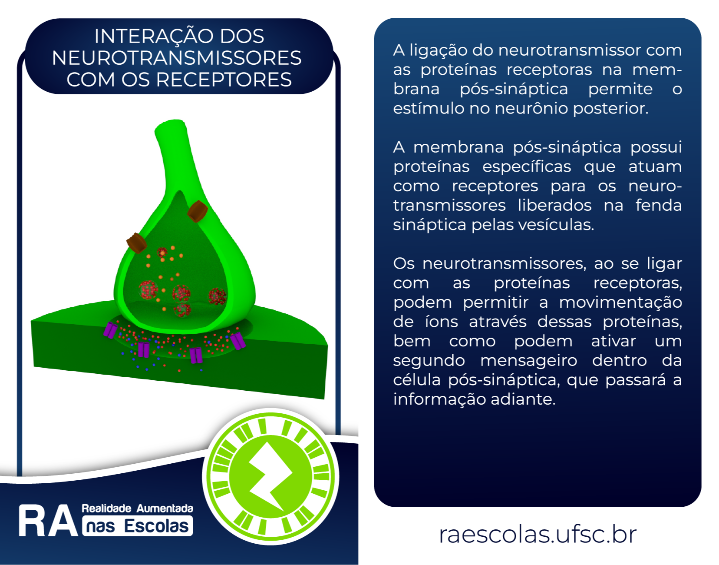 INTERAÇÃO DOS
NEUROTRANSMISSORES
COM OS RECEPTORES
RA Realidade Aumentada
nas Escolas
A ligação do neurotransmissor com
as proteínas receptoras na mem-
brana pós-sináptica permite o
estímulo no neurônio posterior.
A membrana pós-sináptica possui
proteínas específicas que atuam
como receptores para os neuro-
transmissores liberados na fenda
sináptica pelas vesículas.
Os neurotransmissores, ao se ligar
com as proteínas receptoras,
podem permitir a movimentação
de íons através dessas proteínas,
bem como podem ativar um
segundo mensageiro dentro da
célula pós-sináptica, que passará a
informação adiante.
raescolas.ufsc.br